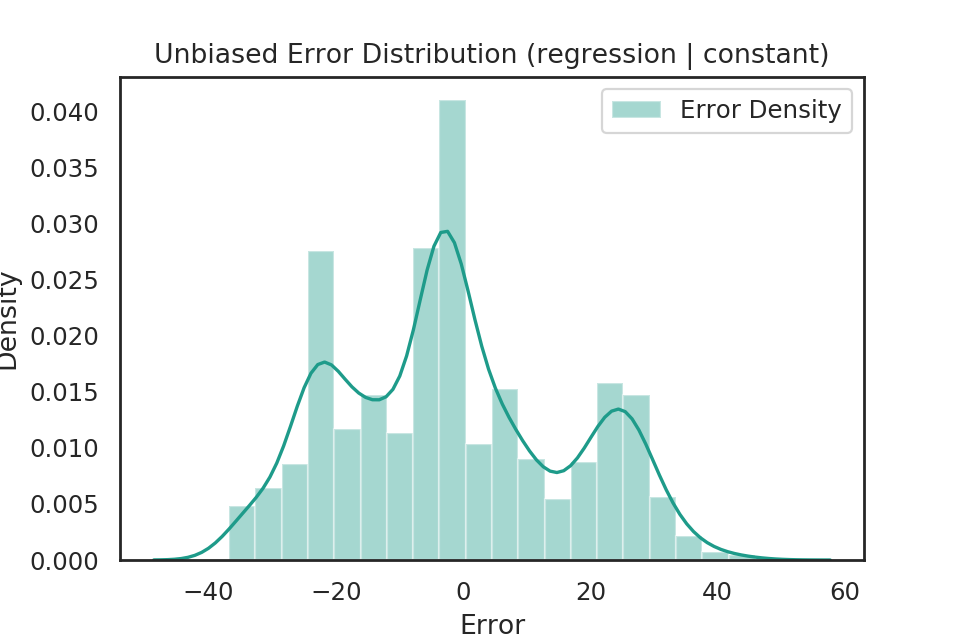 Unbiased Error Distribution (regression | constant)
Error Density
0.040
0.035
0.030
0.025
0.020
0.015
0.010
0.005
0.000
Density
−40 −20 0 20 40 60
Error